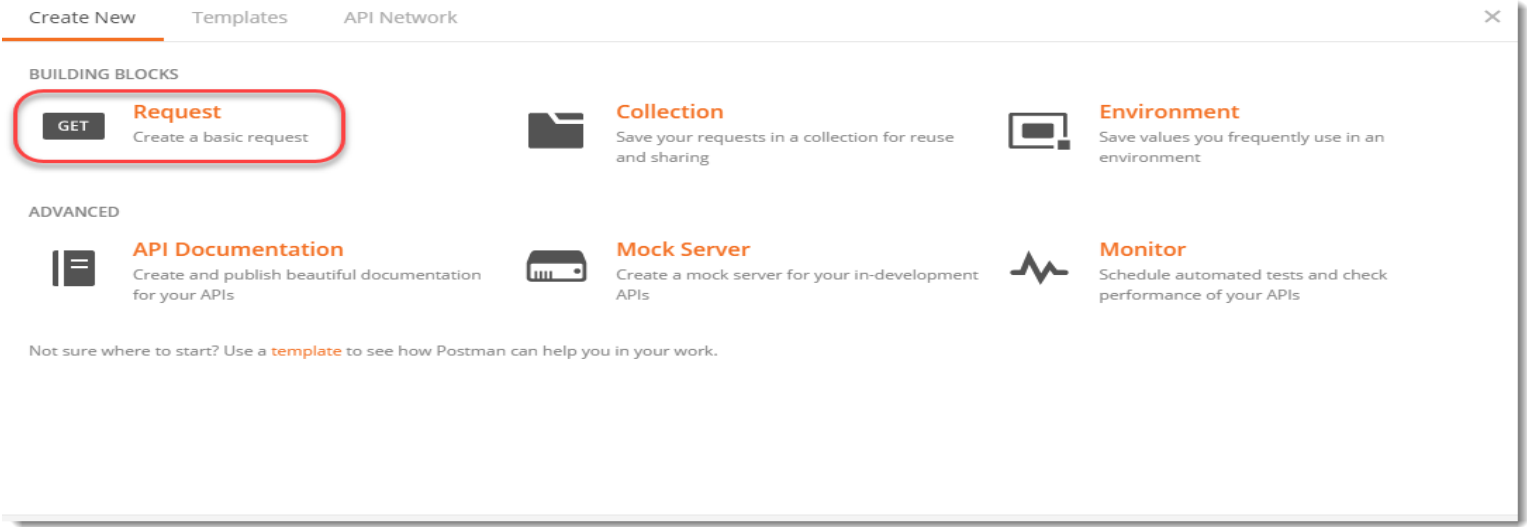 Create New Templates API Network
BUILDING BLOCKS
GET
Request
Create a basic request
Collection
Save your requests in a collection for reuse
and sharing
Environment
Save values you frequently use in an
environment
ADVANCED
API Documentation
Create and publish beautiful documentation
for your APIs
Mock Server
Create a mock server for your in-development
APIs
Monitor
Schedule automated tests and check
performance of your APIs
Not sure where to start? Use a template to see how Postman can help you in your work.